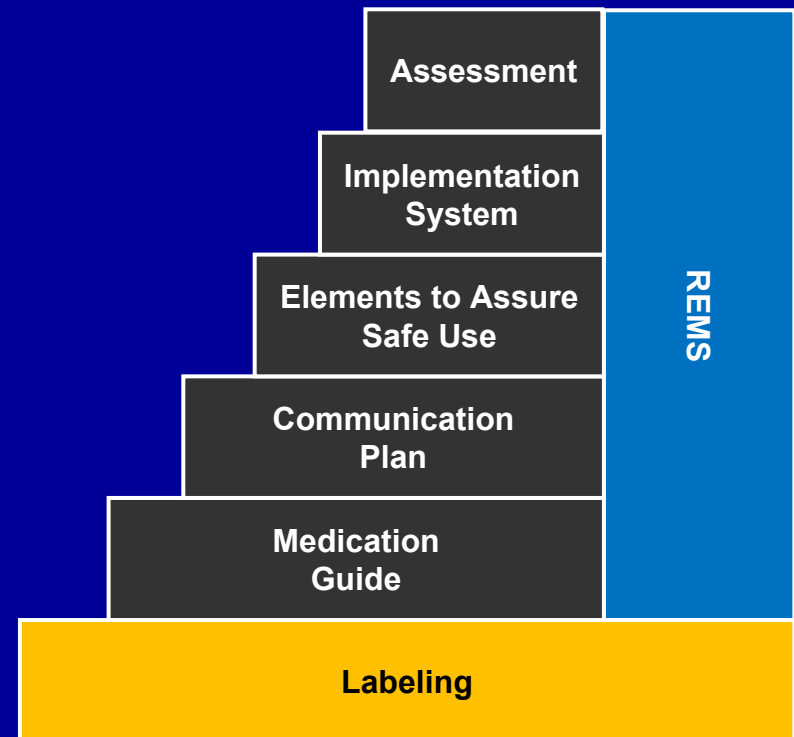 Assessment
Implementation
System
Elements to Assure
Safe Use
Communication
Plan
Medication
Guide
REMS
Labeling